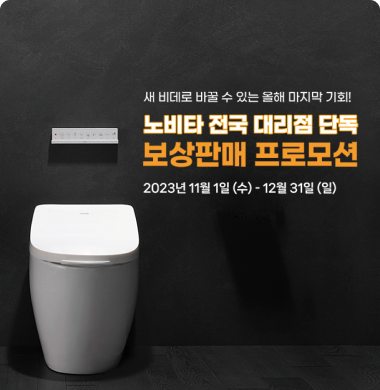 새 비데로 바꿀 수 있는 올해 마지막 기회!
노비타 전국 대리점 단독
보상판매 프로모션
2023년 11월 1일 (수) - 12월 31일 (일)